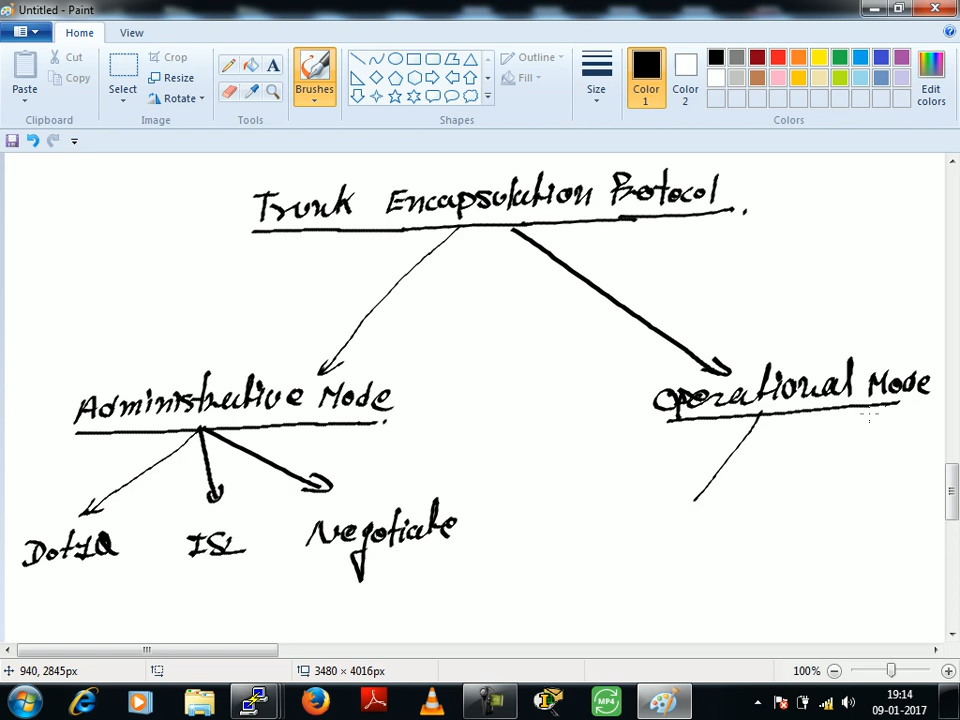 Untitled - Paint
Home View
Cut
Copy
Paste
Clipboard
Crop
Resize
Rotate
Select
Image
Tools
Brushes
Outline
Fill
Shapes
Size
Color 1
Color 2
Edit colors
Colors
Trunk Encapsulation Protocol.
Administrative Mode
Operational Mode
Dot1Q ISL Negotiate
940, 2845px 3480 × 4016px 100%
MP4
19:14
09-01-2017